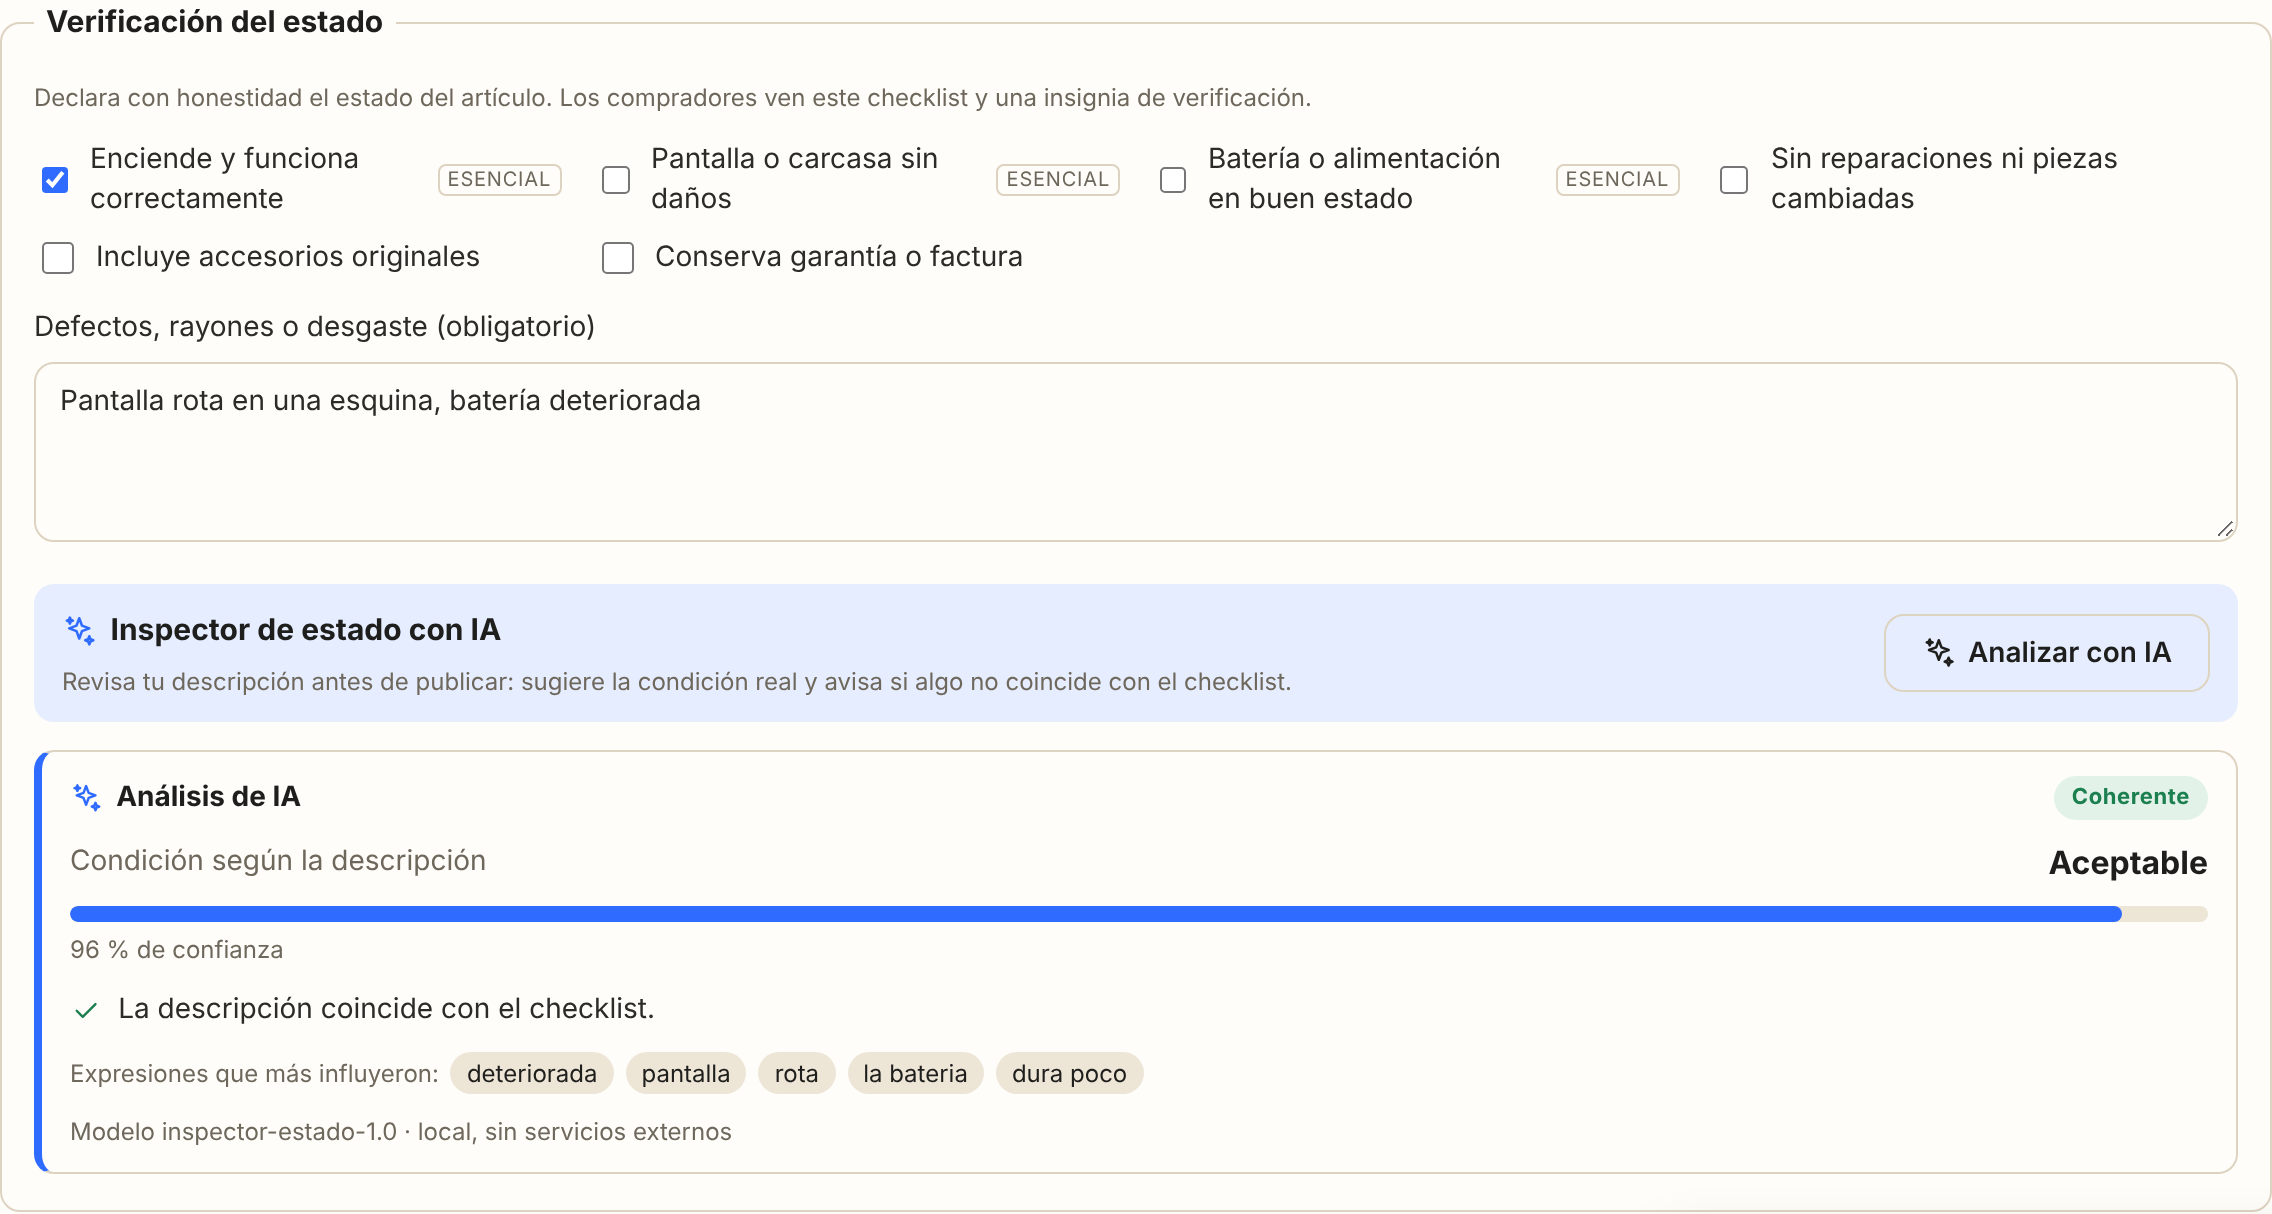 Verificación del estado
Declara con honestidad el estado del artículo. Los compradores ven este checklist y una insignia de verificación.
Enciende y funciona
correctamente
ESENCIAL
Pantalla o carcasa sin
daños
ESENCIAL
Batería o alimentación
en buen estado
ESENCIAL
Sin reparaciones ni piezas
cambiadas
Incluye accesorios originales
Conserva garantía o factura
Defectos, rayones o desgaste (obligatorio)
Pantalla rota en una esquina, batería deteriorada
Inspector de estado con IA
Revisa tu descripción antes de publicar: sugiere la condición real y avisa si algo no coincide con el checklist.
Analizar con IA
Análisis de IA
Coherente
Condición según la descripción
Aceptable
96 % de confianza
La descripción coincide con el checklist.
Expresiones que más influyeron: deteriorada pantalla rota la bateria dura poco
Modelo inspector-estado-1.0 · local, sin servicios externos